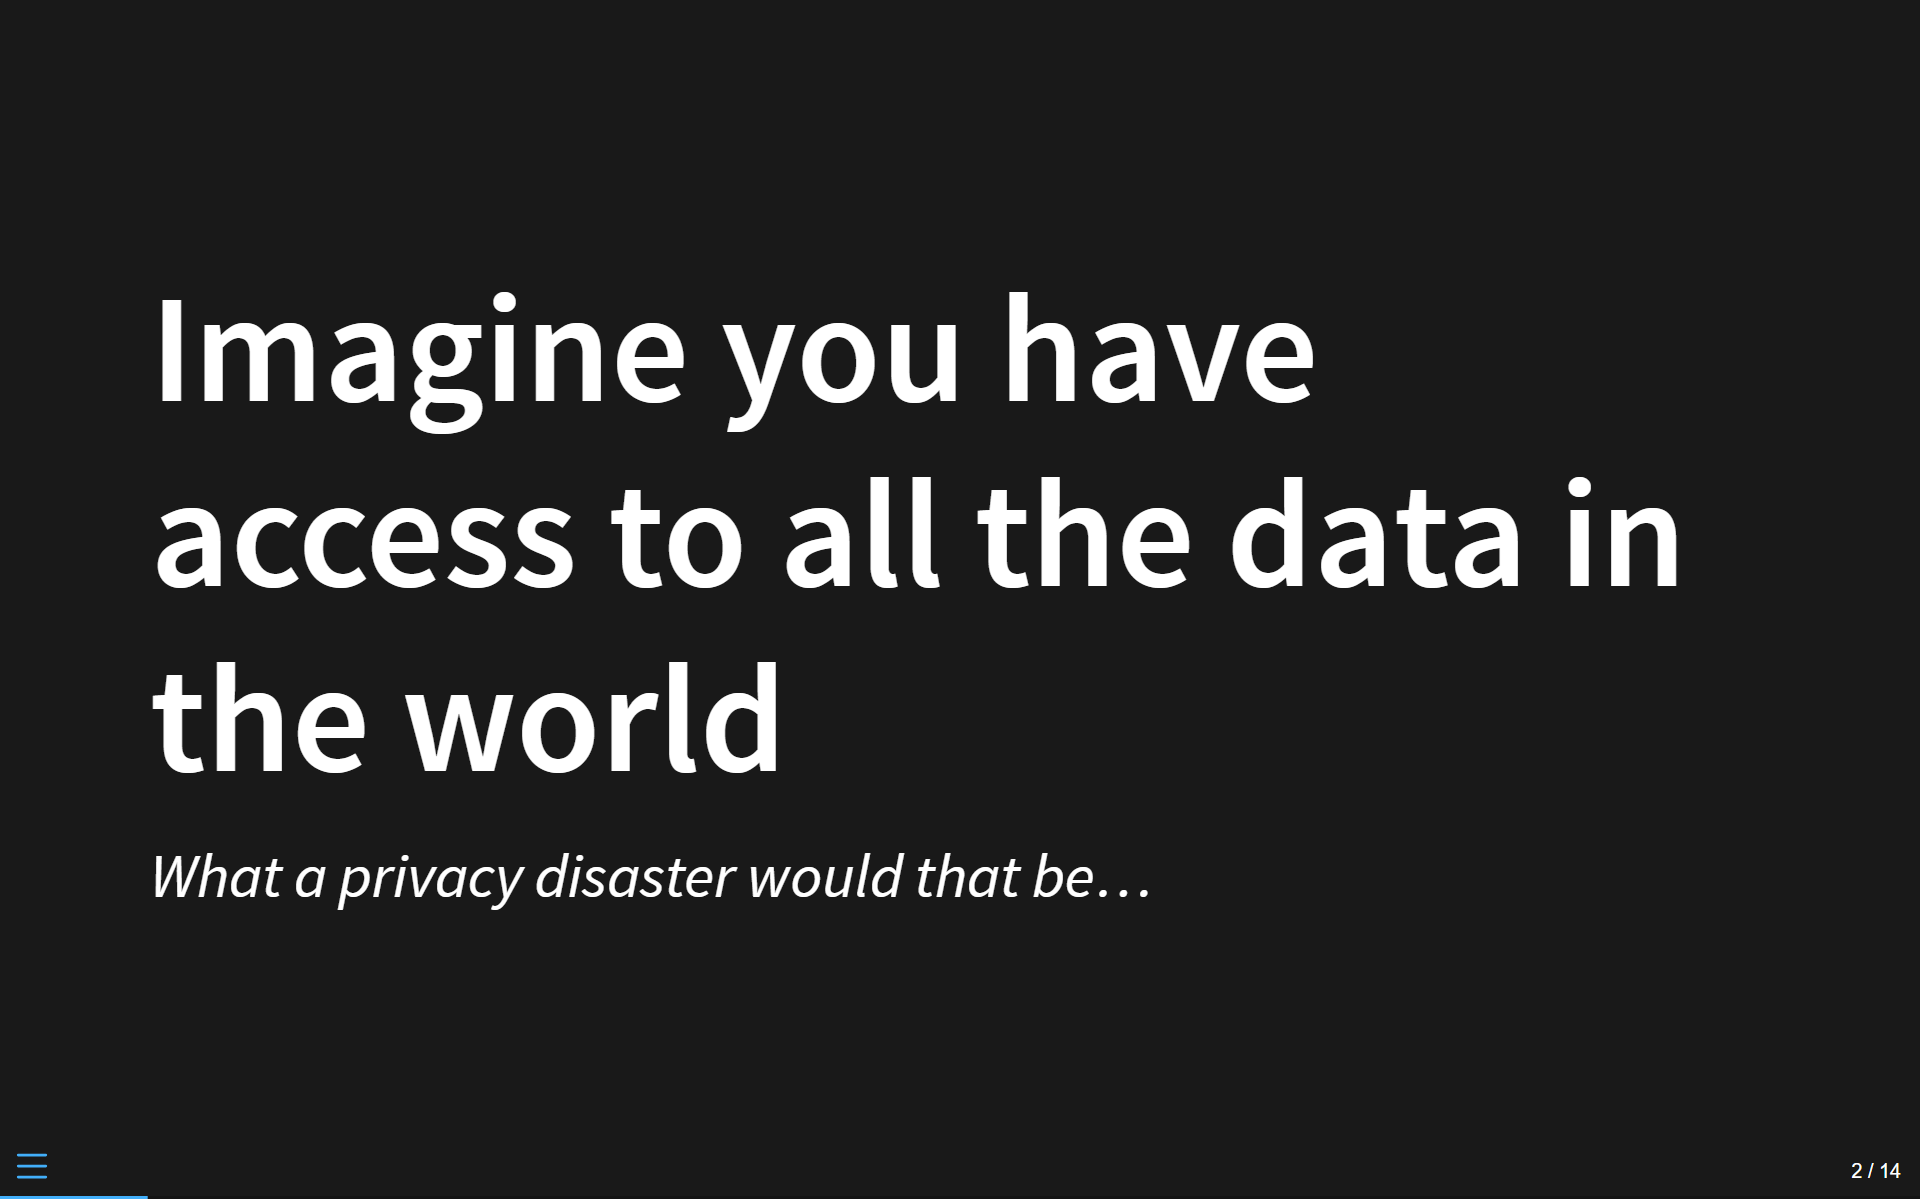 Imagine you have
access to all the data in
the world
What a privacy disaster would that be…
2 / 14